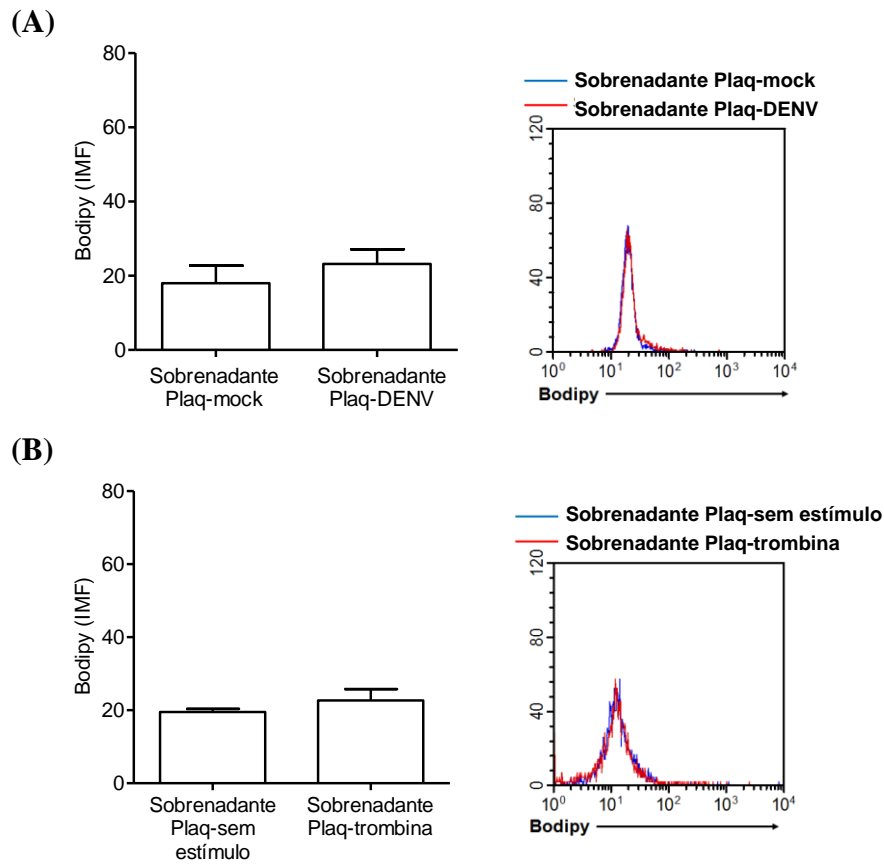 (A)
80
60
40
20
0
Bodipy (IMF)
Sobrenadante
Plaq-mock
Sobrenadante
Plaq-DENV
Sobrenadante Plaq-mock
Sobrenadante Plaq-DENV
120
80
40
0
10^0 10^1 10^2 10^3 10^4
Bodipy
(B)
80
60
40
20
0
Bodipy (IMF)
Sobrenadante
Plaq-sem
estímulo
Sobrenadante
Plaq-trombina
Sobrenadante Plaq-sem estímulo
Sobrenadante Plaq-trombina
120
80
40
0
10^0 10^1 10^2 10^3 10^4
Bodipy